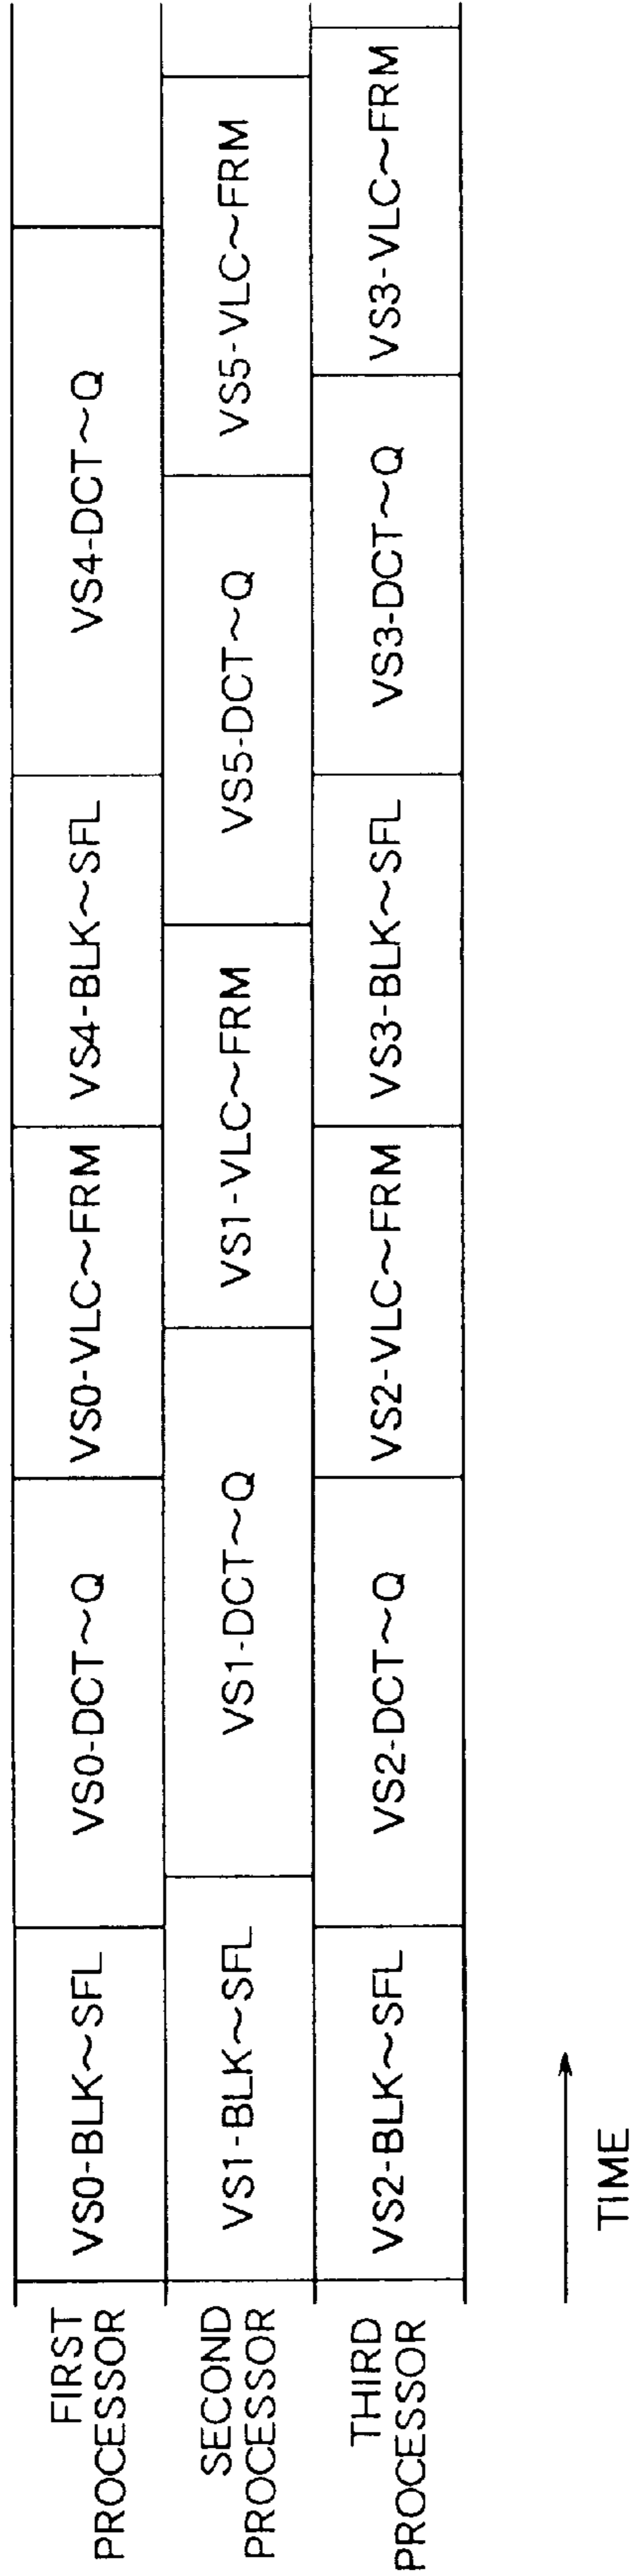 FIRST
PROCESSOR
VS0-BLK~SFL
VS0-DCT~Q
VS0-VLC~FRM
VS4-BLK~SFL
VS4-DCT~Q
SECOND
PROCESSOR
VS1-BLK~SFL
VS1-DCT~Q
VS1-VLC~FRM
VS5-DCT~Q
VS5-VLC~FRM
THIRD
PROCESSOR
VS2-BLK~SFL
VS2-DCT~Q
VS2-VLC~FRM
VS3-BLK~SFL
VS3-DCT~Q
VS3-VLC~FRM
TIME